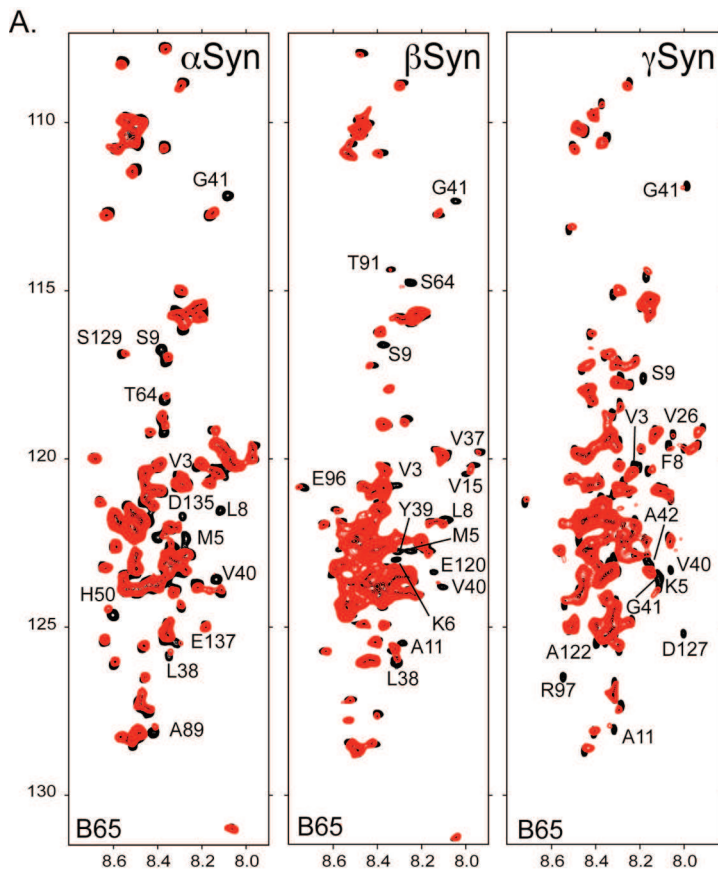 A.
αSyn
βSyn
γSyn
110
115
120
125
130
G41
S129 S9
T64
V3
D135
L8
M5
V40
H50
E137
L38
A89
B65
8.6 8.4 8.2 8.0
G41
T91
S64
S9
V37
E96
V3
V15
Y39
L8
M5
E120
V40
K6
A11
L38
8.6 8.4 8.2 8.0
G41
S9
V3
V26
F8
A42
V40
K5
G41
A122
D127
R97
A11
B65
8.6 8.4 8.2 8.0